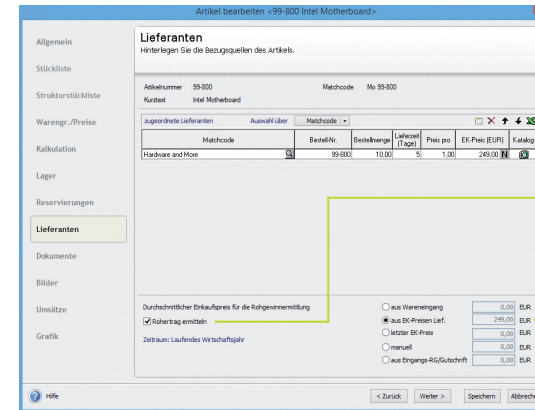 Artikel bearbeiten <99-800 Intel Motherboard>
Allgemein
Stückliste
Strukturstückliste
Warengr./Preise
Kalkulation
Lager
Reservierungen
Lieferanten
Dokumente
Bilder
Umsätze
Grafik
Lieferanten
Hinterlegen Sie die Bezugsquellen des Artikels.
Artikelnummer 99-800 Matchcode Mo 99-800
Kurztext Intel Motherboard
zugeordnete Lieferanten Auswahl über Matchcode
Matchcode Bestell-Nr. Bestellmenge Lieferzeit (Tage) Preis pro EK-Preis (EUR) Katalog
Hardware and More 99-800 10,00 5 1,00 249,00 N
Durchschnittlicher Einkaufspreis für die Rohgewinnermittlung
Rohertrag ermitteln
Zeitraum: Laufendes Wirtschaftsjahr
aus Wareneingang 0,00 EUR
aus EK-Preisen Lief. 249,00 EUR
letzter EK-Preis 0,00 EUR
manuell 0,00 EUR
aus Eingangs-RG/Gutschrift 0,00 EUR
Hilfe
< Zurück Weiter > Speichern Abbreche